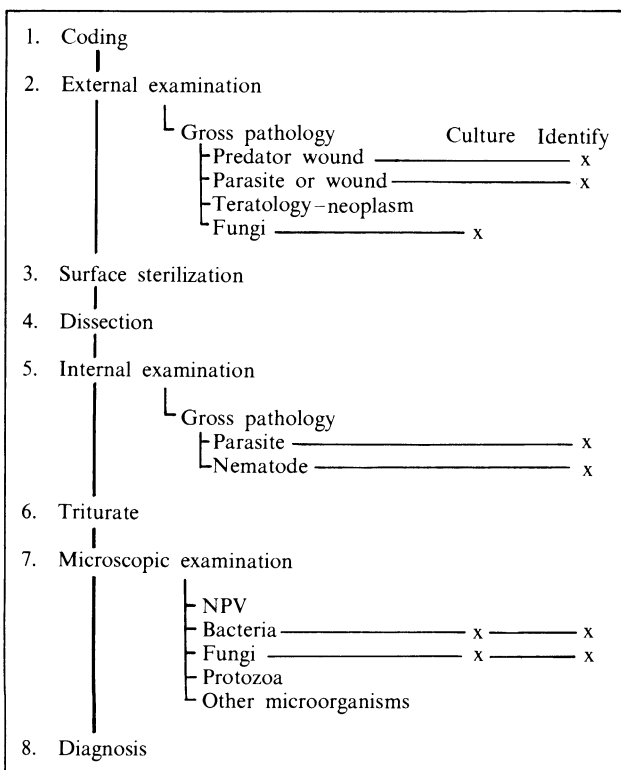 1. Coding
2. External examination
Gross pathology Culture Identify
Predator wound x
Parasite or wound x
Teratology–neoplasm
Fungi x
3. Surface sterilization
4. Dissection
5. Internal examination
Gross pathology
Parasite x
Nematode x
6. Triturate
7. Microscopic examination
NPV
Bacteria x x
Fungi x x
Protozoa
Other microorganisms
8. Diagnosis